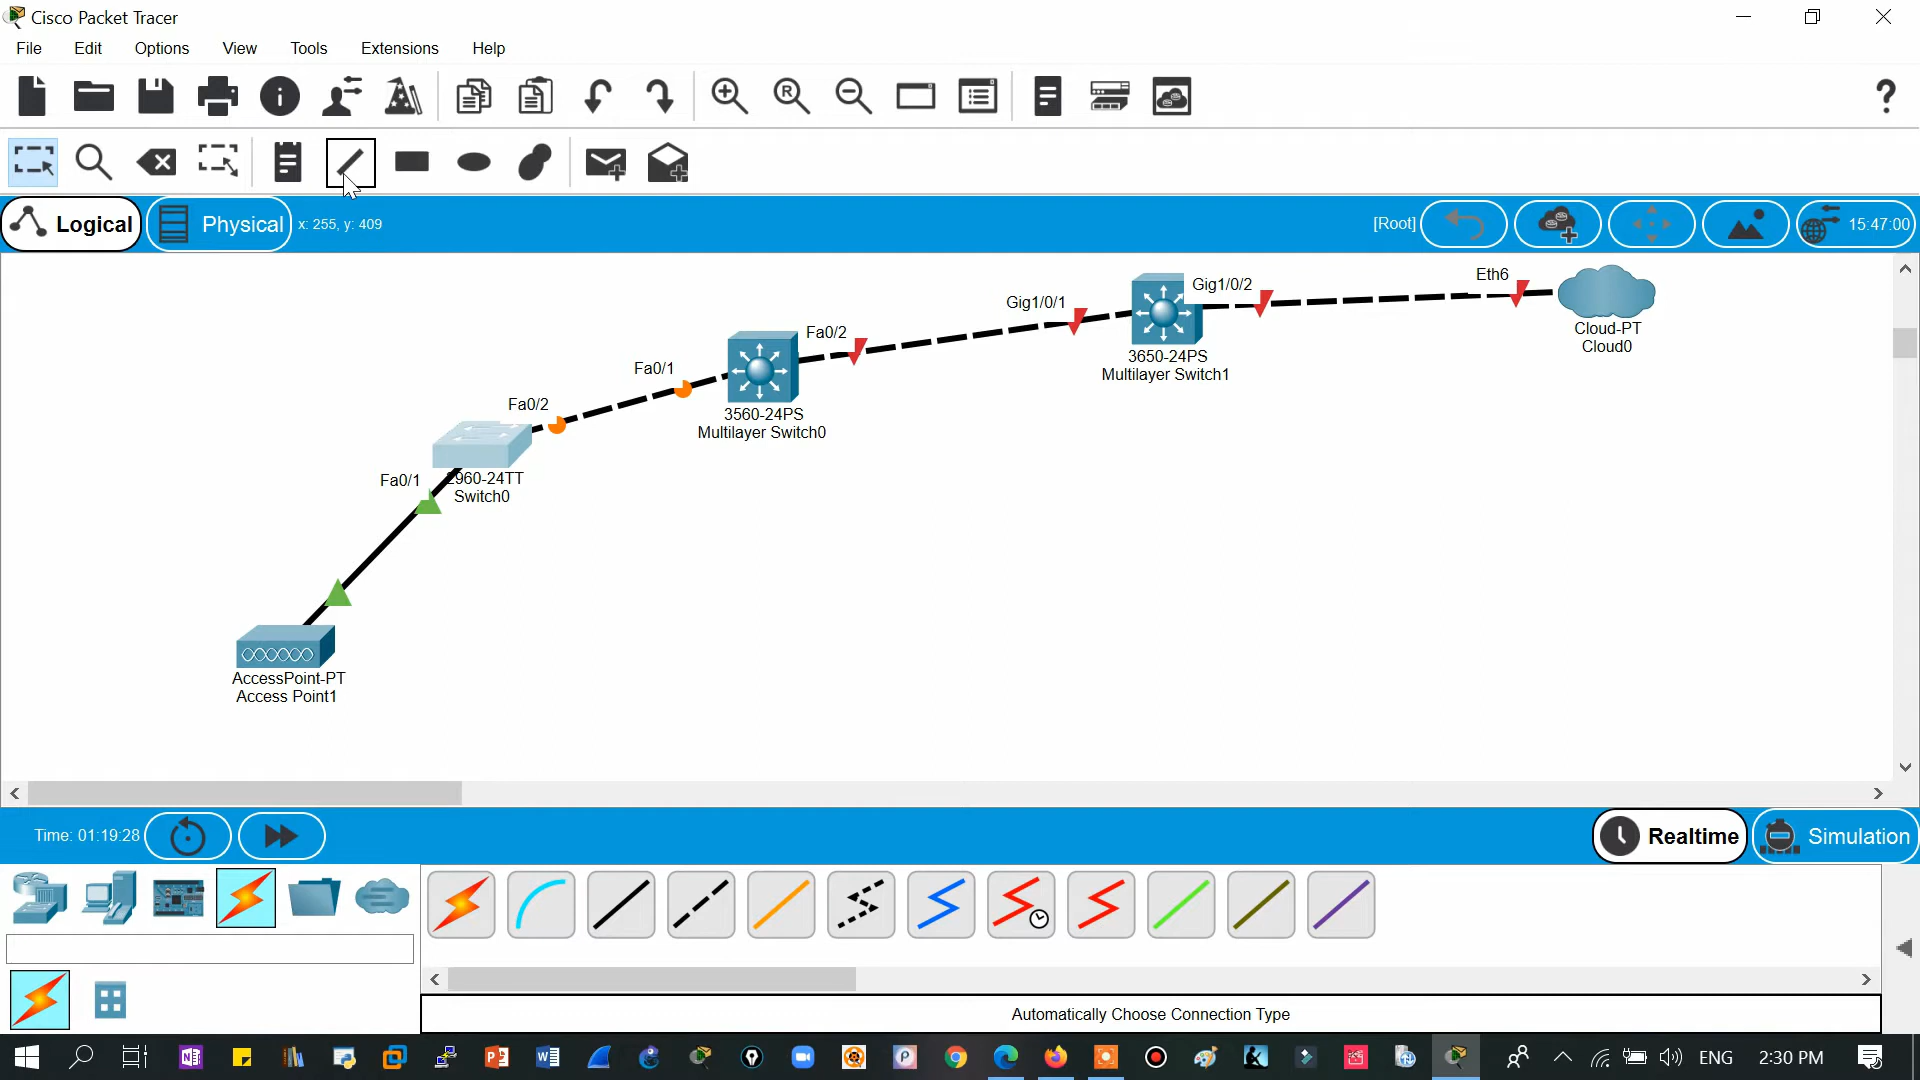 Cisco Packet Tracer
File Edit Options View Tools Extensions Help
Logical Physical x: 255, y: 409 [Root] 15:47:00
Eth6
Gig1/0/2
Gig1/0/1
Cloud-PT
Cloud0
Fa0/2
3650-24PS
Multilayer Switch1
Fa0/1
3560-24PS
Multilayer Switch0
Fa0/2
Fa0/1
2960-24TT
Switch0
AccessPoint-PT
Access Point1
Time: 01:19:28 Realtime Simulation
Automatically Choose Connection Type
ENG 2:30 PM